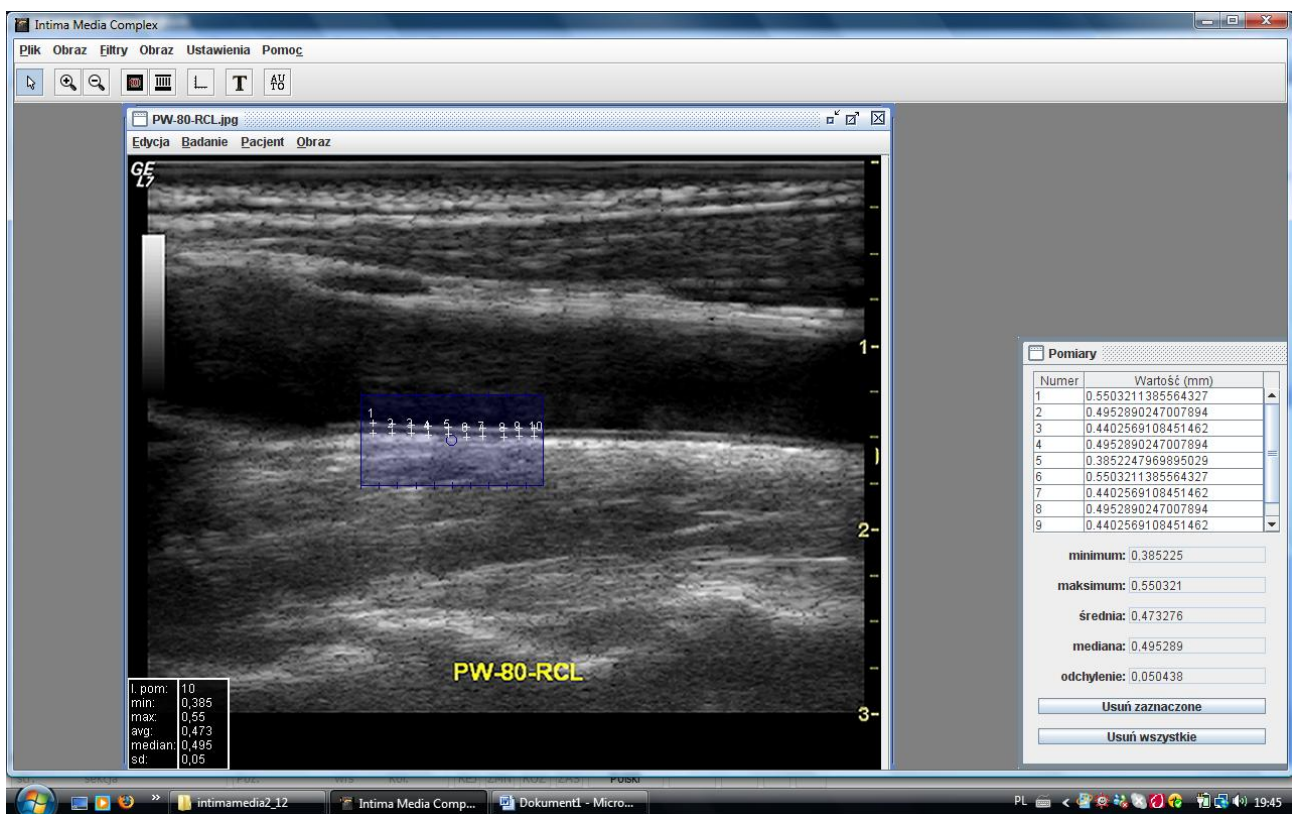 Intima Media Complex
Plik Obraz Filtry Obraz Ustawienia Pomoc
T AU TO
PW-80-RCL.jpg
Edycja Badanie Pacjent Obraz
GE
L7
1
2
3
1 2 3 4 5 6 7 8 9 10
PW-80-RCL
l. pom: 10
min: 0,385
max: 0,55
avg: 0,473
median: 0,495
sd: 0,05
Pomiary
Numer Wartość (mm)
1 0.5503211385564327
2 0.4952890247007894
3 0.4402569108451462
4 0.4952890247007894
5 0.3852247969895029
6 0.5503211385564327
7 0.4402569108451462
8 0.4952890247007894
9 0.4402569108451462
minimum: 0,385225
maksimum: 0,550321
średnia: 0,473276
mediana: 0,495289
odchylenie: 0,050438
Usuń zaznaczone
Usuń wszystkie
intimamedia2_12 Intima Media Comp... Dokument1 - Micro... PL 19:45